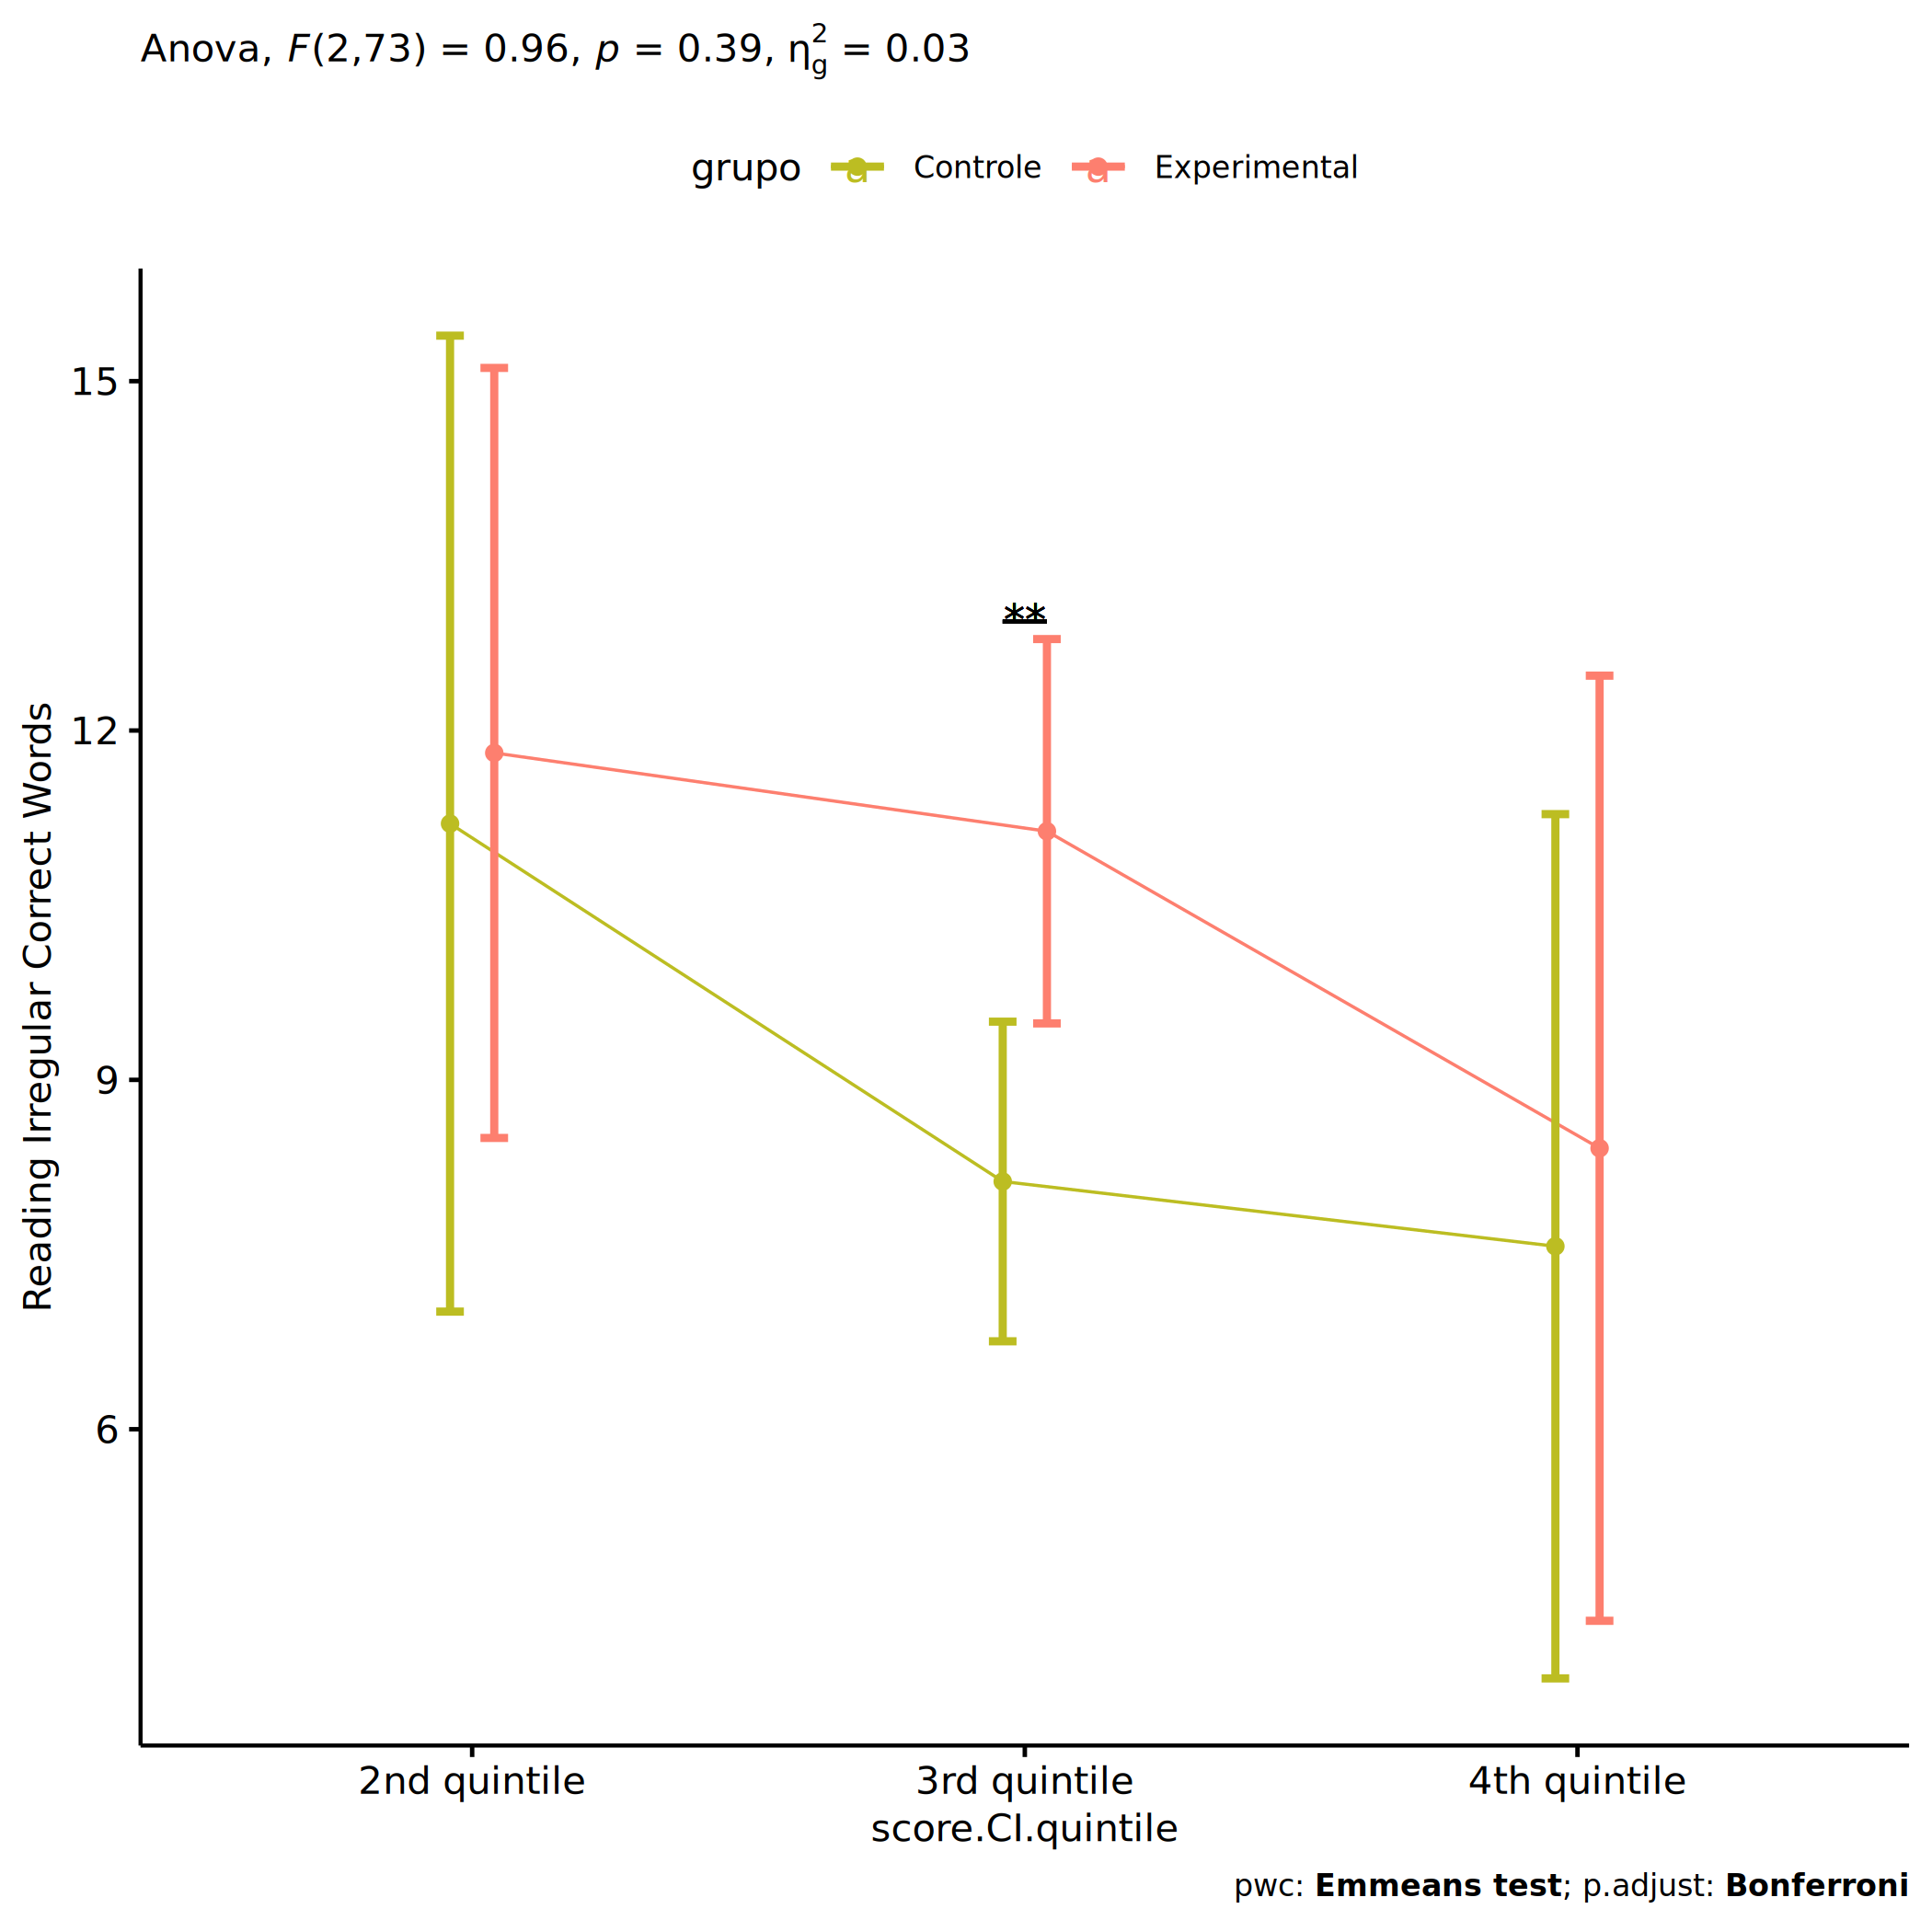 Anova, F(2,73) = 0.96, p = 0.39, η²g = 0.03
grupo a Controle a Experimental
15
12
9
6
**
Reading Irregular Correct Words
2nd quintile 3rd quintile 4th quintile
score.CI.quintile
pwc: Emmeans test; p.adjust: Bonferroni